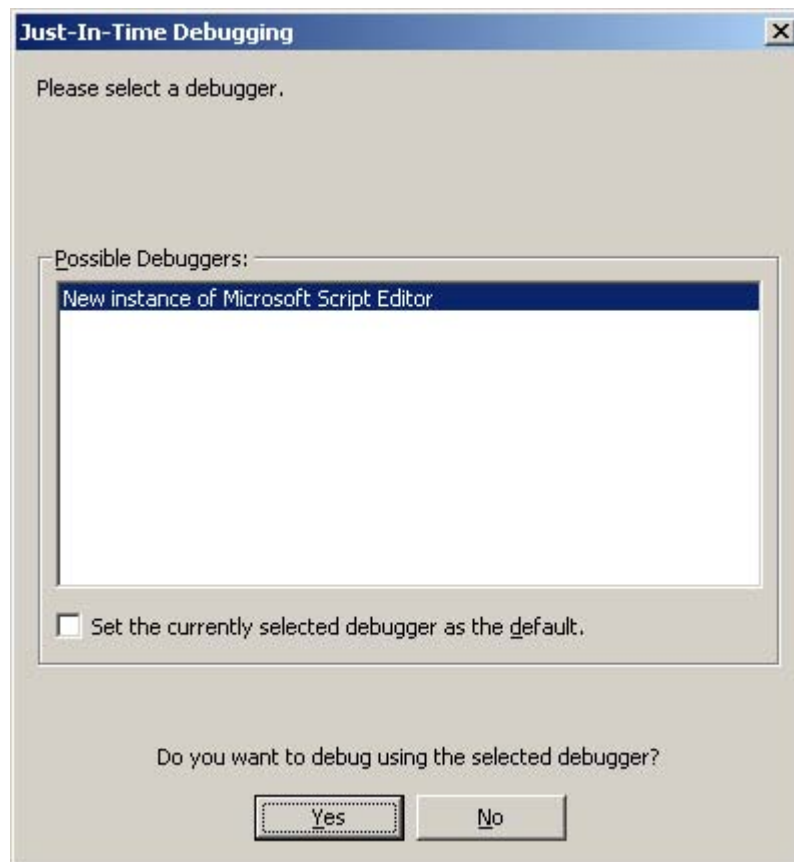 Just-In-Time Debugging
Please select a debugger.
Possible Debuggers:
New instance of Microsoft Script Editor
Set the currently selected debugger as the default.
Do you want to debug using the selected debugger?
Yes
No